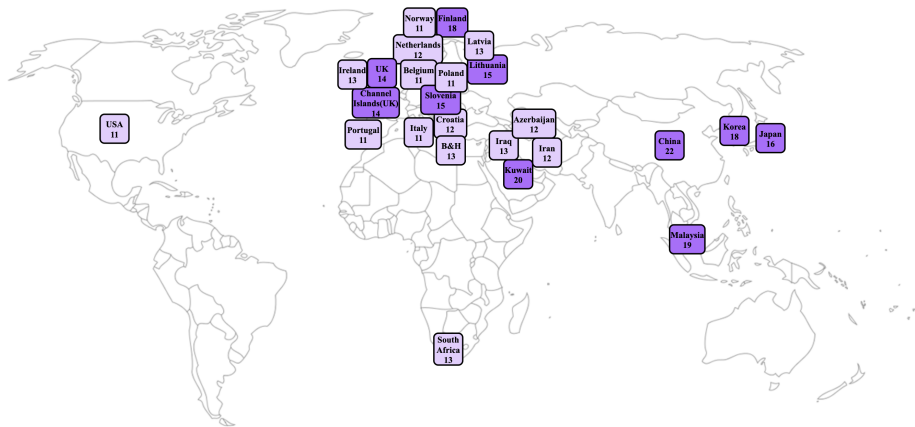 Norway
11
Finland
18
Netherlands
12
Latvia
13
Ireland
13
UK
14
Belgium
11
Poland
11
Lithuania
15
Channel
Islands(UK)
14
Slovenia
15
USA
11
Portugal
11
Italy
11
Croatia
12
B&H
13
Azerbaijan
12
Iraq
13
Iran
12
Kuwait
20
China
22
Korea
18
Japan
16
Malaysia
19
South
Africa
13